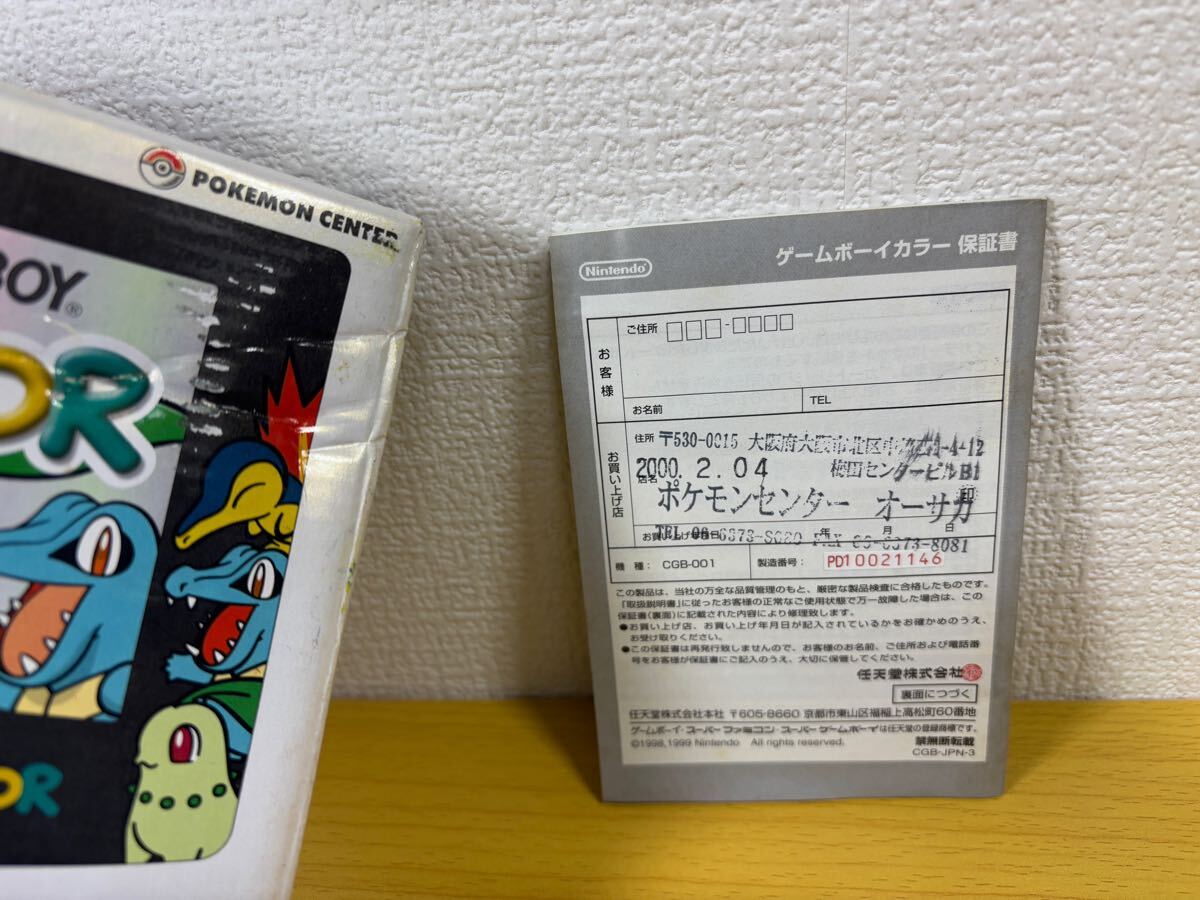 POKEMON CENTER
BOY®
OR
OR
Nintendo
ゲームボーイカラー 保証書
お客様
ご住所 □□□-□□□□
お名前
TEL
お買い上げ店
住所 〒530-0015 大阪府大阪市北区中
2000. 2. 04 梅田センタービルB1
店名
ポケモンセンター オーサカ
印
お買い上げ年月日 年 月 日
機 種: CGB-001
製造番号: PD10021146
この製品は、当社の万全な品質管理のもと、厳密な製品検査に合格したものです。
「取扱説明書」に従ったお客様の正常なご使用状態で万一故障した場合は、この
保証書(裏面)に記載された内容により修理致します。
●お買い上げ店、お買い上げ年月日が記入されているかをお確かめのうえ、
お受け取りください。
●この保証書は再発行致しませんので、お客様のお名前、ご住所および電話番
号をお客様が保証書にご記入のうえ、大切に保管してください。
任天堂株式会社
裏面につづく
任天堂株式会社本社 〒605-8660 京都市東山区福稲上高松町60番地
ゲームボーイ・スーパーファミコン・スーパーゲームボーイは任天堂の登録商標です。
©1998,1999 Nintendo All rights reserved.
禁無断転載
CGB-JPN-3